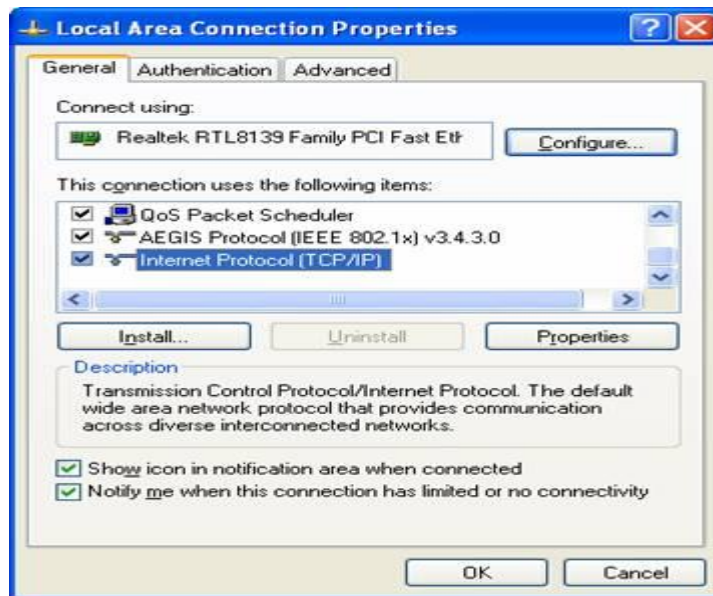 Local Area Connection Properties
General Authentication Advanced
Connect using:
Realtek RTL8139 Family PCI Fast Eth
Configure...
This connection uses the following items:
QoS Packet Scheduler
AEGIS Protocol (IEEE 802.1x) v3.4.3.0
Internet Protocol (TCP/IP)
Install... Uninstall Properties
Description
Transmission Control Protocol/Internet Protocol. The default
wide area network protocol that provides communication
across diverse interconnected networks.
Show icon in notification area when connected
Notify me when this connection has limited or no connectivity
OK Cancel